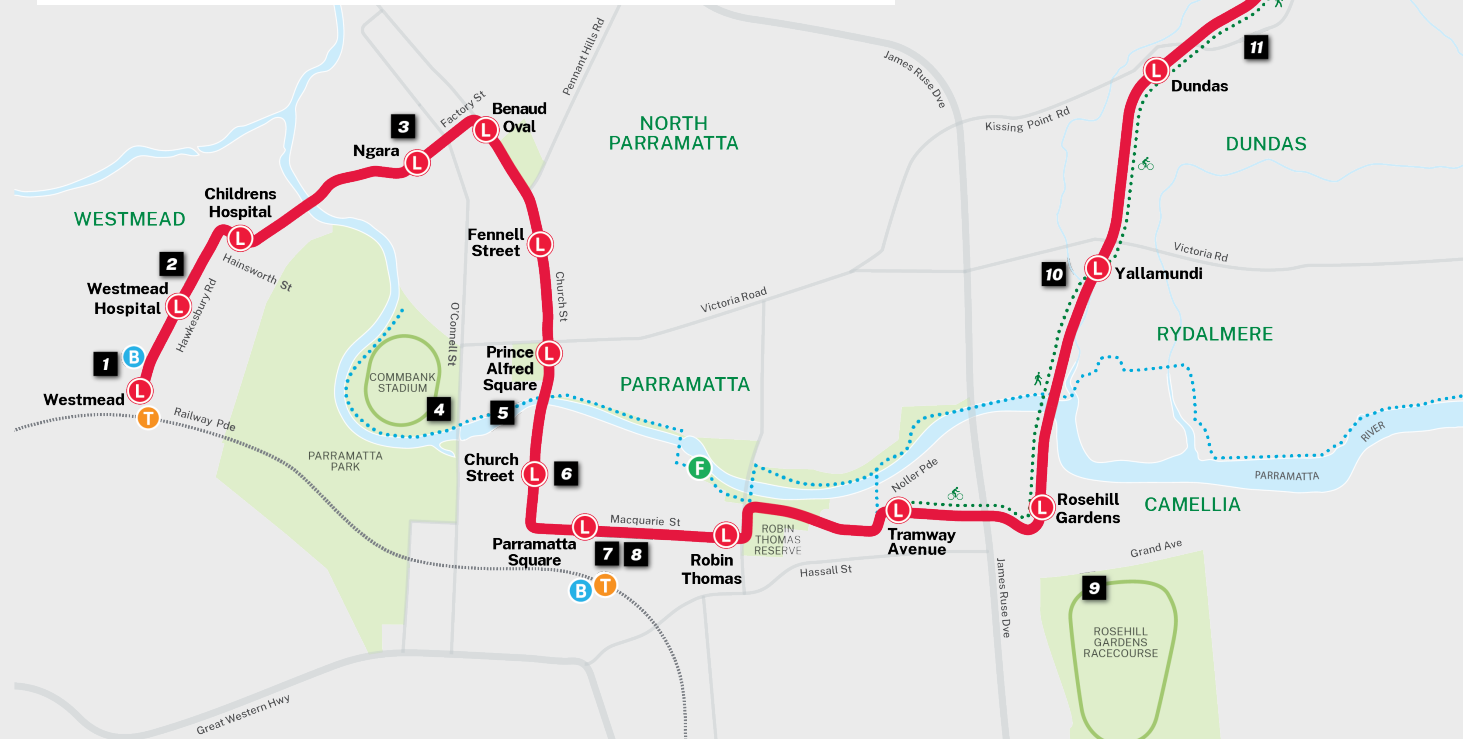 11
Dundas
James Ruse Dve
Pennant Hills Rd
Factory St
Benaud
Oval
3
Ngara
NORTH
PARRAMATTA
Kissing Point Rd
DUNDAS
Childrens
Hospital
WESTMEAD
L
L
L
L
L
L
L
L
L
L
L
L
L
L
Fennell
Street
2
Hainsworth St
Westmead
Hospital
Hawkesbury Rd
Church St
Victoria Road
Victoria Rd
10
Yallamundi
O'Connell St
RYDALMERE
1
B
Westmead
T
Railway Pde
COMMBANK
STADIUM
4
Prince
Alfred
Square
PARRAMATTA
5
PARRAMATTA
PARK
Church
Street
6
F
Noller Pde
RIVER
PARRAMATTA
Rosehill
Gardens
CAMELLIA
Macquarie St
Parramatta
Square
7
8
B
T
Robin
Thomas
ROBIN
THOMAS
RESERVE
Tramway
Avenue
Hassall St
James Ruse Dve
Grand Ave
9
ROSEHILL
GARDENS
RACECOURSE
Great Western Hwy